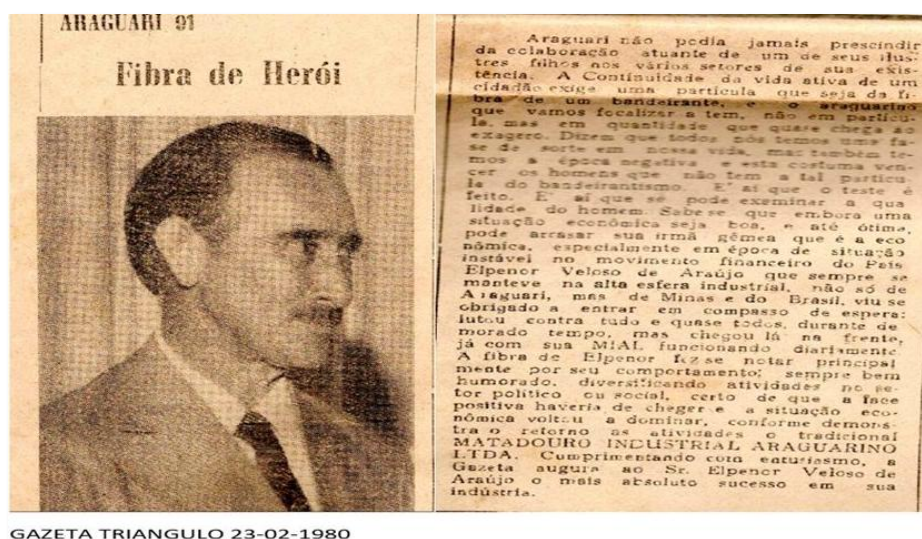 ARAGUARI 91
Fibra de Herói
Araguari não podia jamais prescindir
da colaboração atuante de um de seus ilus-
tres filhos nos vários setores de sua exis-
tência. A Continuidade da vida ativa de um
cidadão exige uma partícula que seja da fi-
bra de um bandeirante, e o araguarino
que vamos focalizar a tem, não em partícu-
la, mas em quantidade que quase chega ao
exagero. Dizem que todos nós temos uma fa-
se de sorte em nossa vida, mas também te-
mos a época negativa e esta costuma ven-
cer os homens que não tem a tal partícu-
la do bandeirantismo. E' aí que o teste é
feito. E aí que se pode examinar a qua
lidade do homem. Sabe-se que embora uma
situação econômica seja boa, e até ótima,
pode arrasar sua irmã gêmea que é a eco
nômica, especialmente em época de situação
instável no movimento financeiro do País
Elpenor Veloso de Araújo que sempre se
manteve na alta esfera industrial, não só de
Araguari, mas de Minas e do Brasil, viu se
obrigado a entrar em compasso de espera:
lutou contra tudo e quase todos, durante de
morado tempo, mas chegou lá na frente,
já com sua MIAL funcionando diariamente
A fibra de Elpenor fez se notar principal
mente por seu comportamento; sempre bem
humorado, diversificando atividades no se-
tor político ou social, certo de que a face
positiva haveria de chegar e a situação eco-
nômica voltou a dominar, conforme demons-
tra o retorno as atividades o tradicional
MATADOURO INDUSTRIAL ARAGUARINO
LTDA. Cumprimentando com entusiasmo, a
Gazeta augura ao Sr. Elpenor Veloso de
Araújo o mais absoluto sucesso em sua
indústria.
GAZETA TRIANGULO 23-02-1980